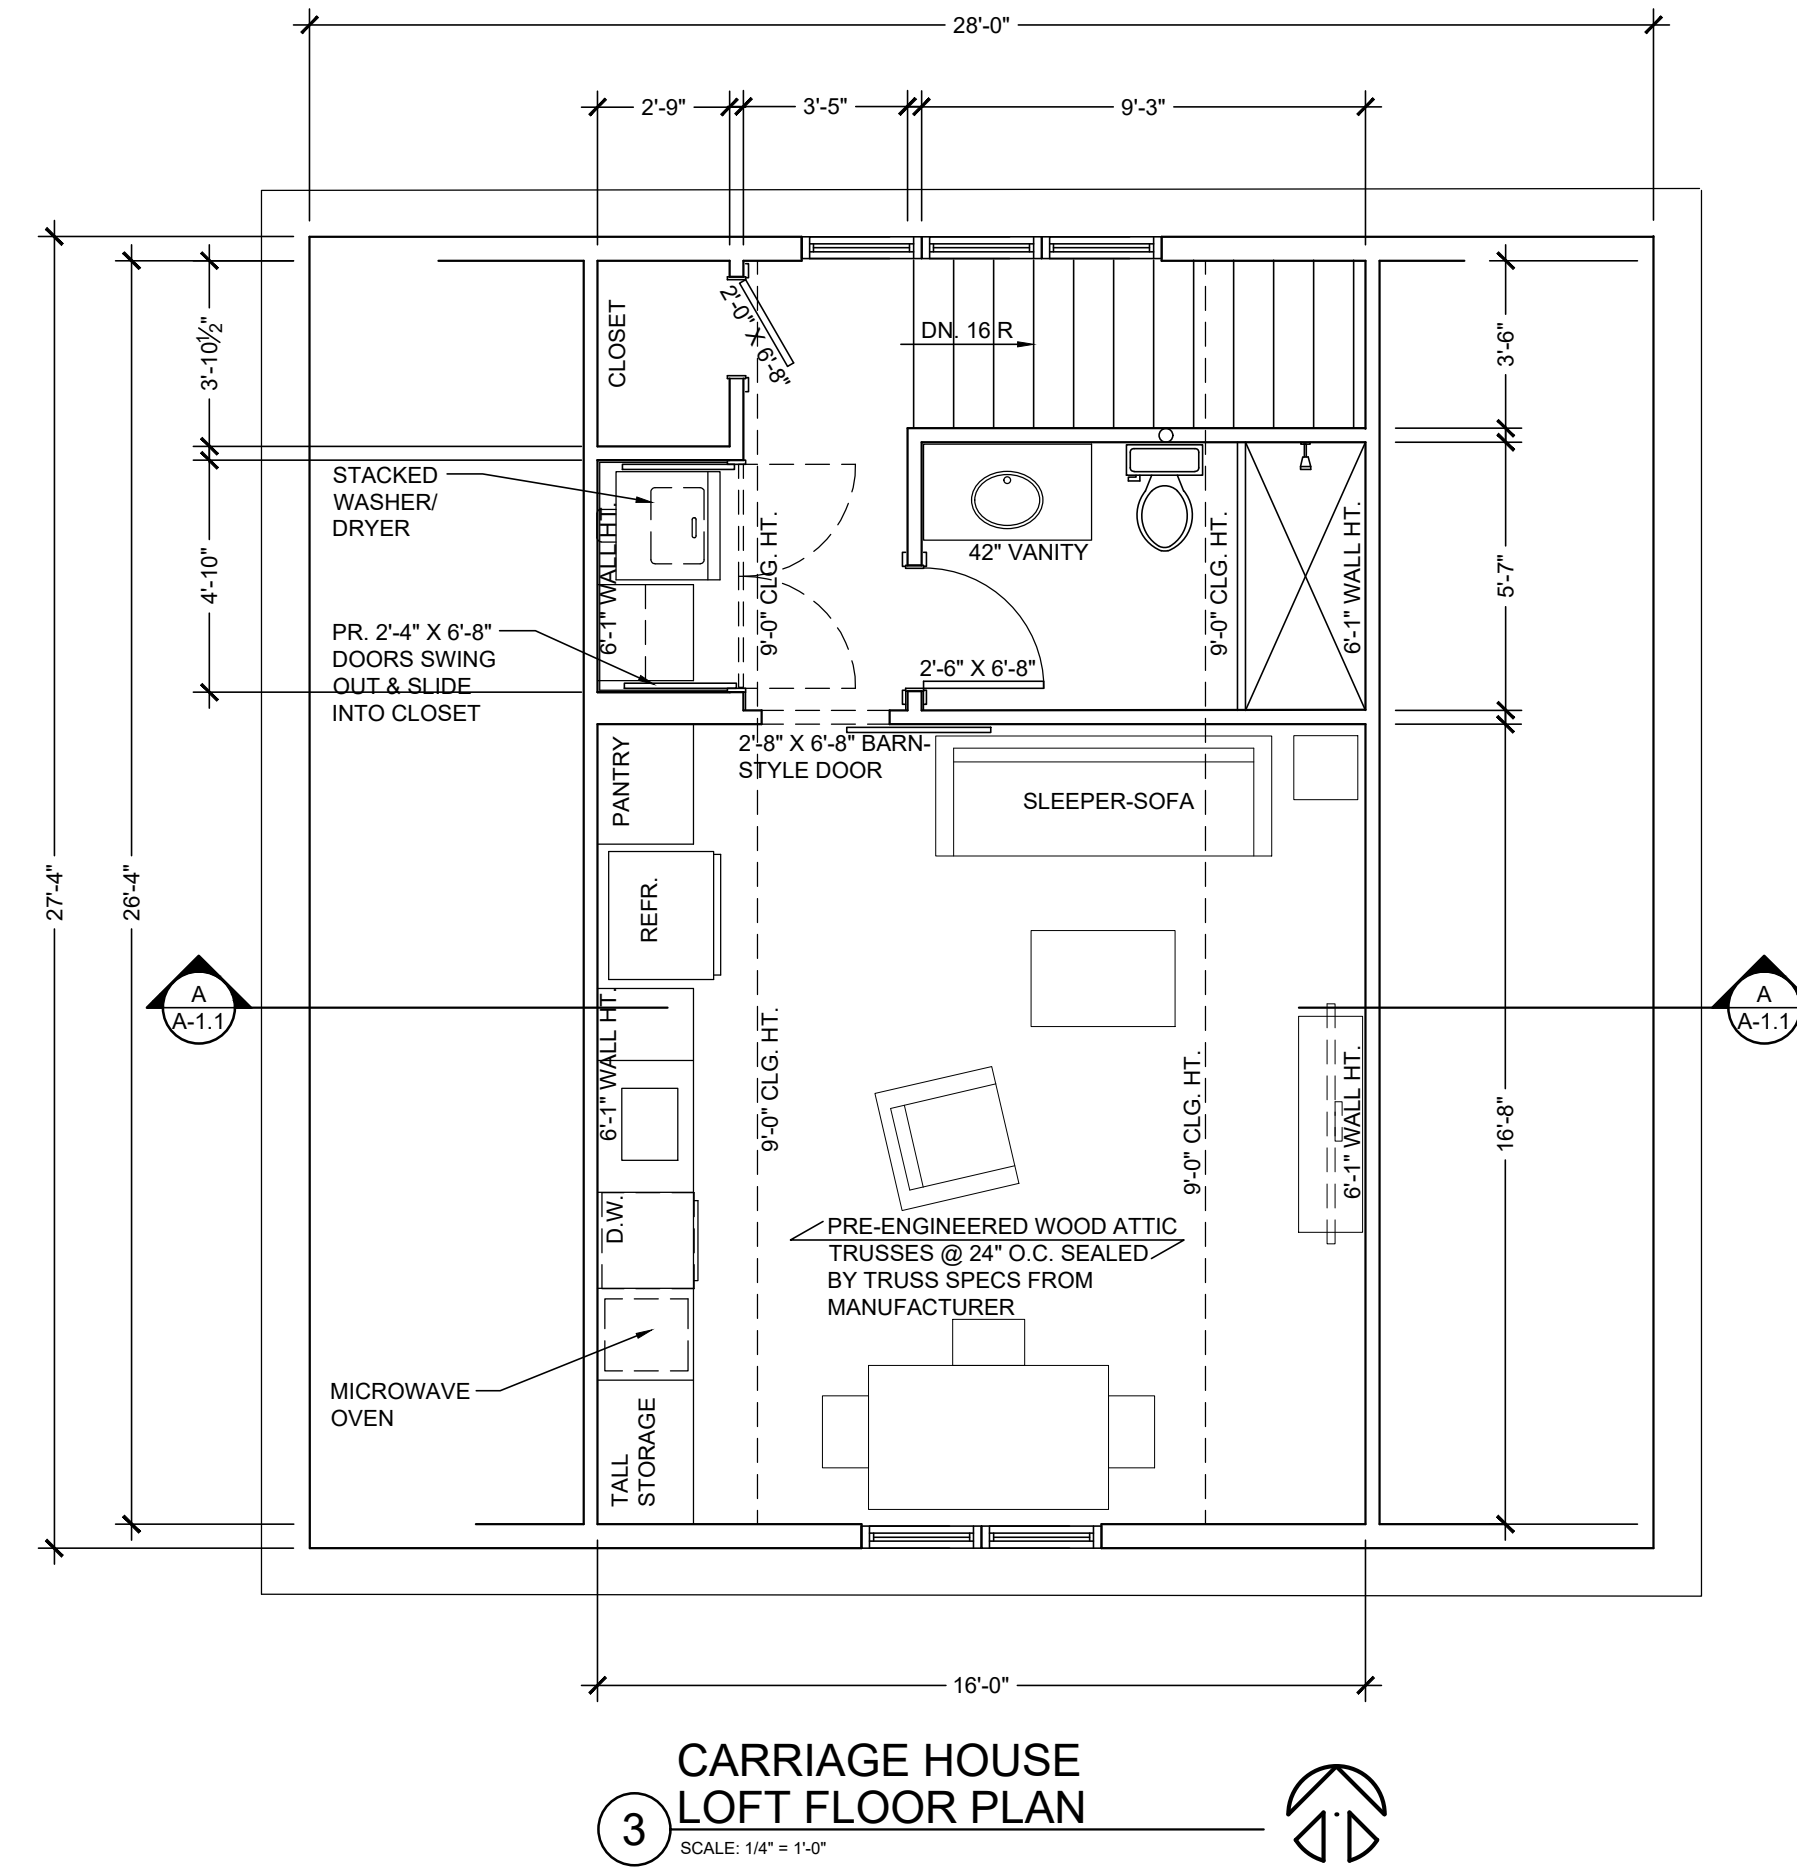 28'-0"
2'-9"
3'-5"
9'-3"
CLOSET
2'-0" X 6'-8"
DN. 16 R
3'-10½"
3'-6"
STACKED
WASHER/
DRYER
4'-10"
6'-1" WALL HT.
9'-0" CLG. HT.
42" VANITY
9'-0" CLG. HT.
6'-1" WALL HT.
5'-7"
PR. 2'-4" X 6'-8"
DOORS SWING
OUT & SLIDE
INTO CLOSET
2'-6" X 6'-8"
2'-8" X 6'-8" BARN-
STYLE DOOR
PANTRY
SLEEPER-SOFA
27'-4"
26'-4"
REFR.
A
A-1.1
A
A-1.1
6'-1" WALL HT.
9'-0" CLG. HT.
9'-0" CLG. HT.
6'-1" WALL HT.
16'-8"
D.W.
PRE-ENGINEERED WOOD ATTIC
TRUSSES @ 24" O.C. SEALED
BY TRUSS SPECS FROM
MANUFACTURER
MICROWAVE
OVEN
TALL
STORAGE
16'-0"
CARRIAGE HOUSE
LOFT FLOOR PLAN
3
SCALE: 1/4" = 1'-0"